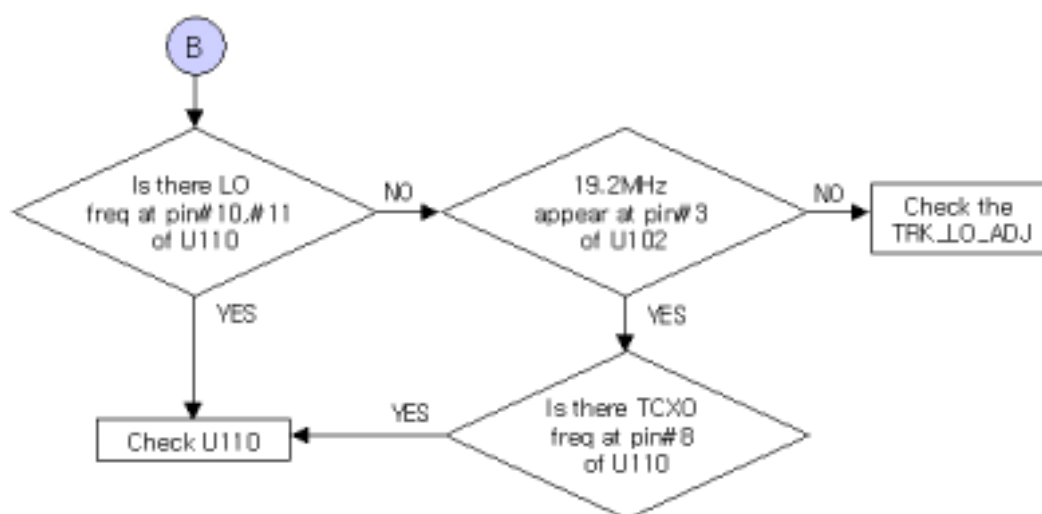 B
Is there LO
freq at pin#10,#11
of U110
NO
19.2MHz
appear at pin#3
of U102
NO
Check the
TRK_LO_ADJ
YES
YES
Check U110
YES
Is there TCXO
freq at pin#8
of U110